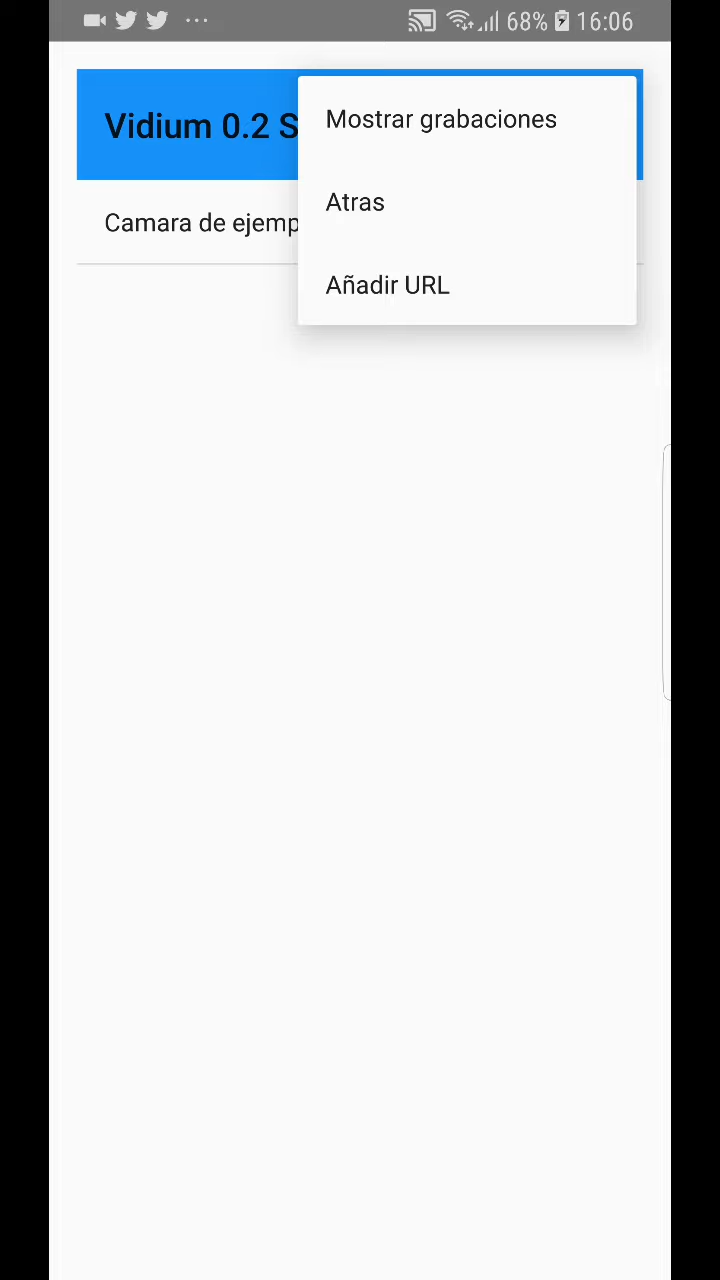 68% 16:06
Vidium 0.2 S
Mostrar grabaciones
Atras
Camara de ejemp
Añadir URL